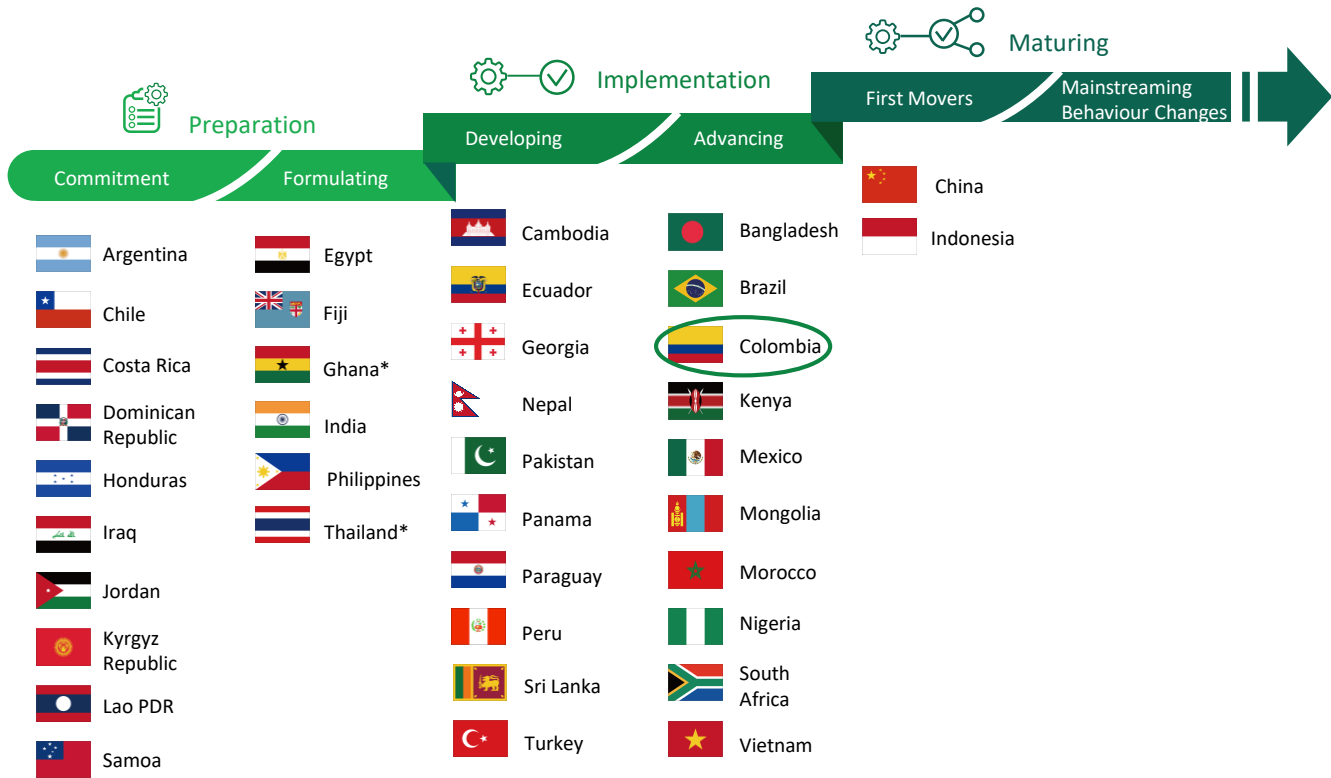 Preparation
Commitment
Formulating
Argentina
Chile
Costa Rica
Dominican
Republic
Honduras
Iraq
Jordan
Kyrgyz
Republic
Lao PDR
Samoa
Egypt
Fiji
Ghana*
India
Philippines
Thailand*
Implementation
Developing
Advancing
Cambodia
Ecuador
Georgia
Nepal
Pakistan
Panama
Paraguay
Peru
Sri Lanka
Turkey
Bangladesh
Brazil
Colombia
Kenya
Mexico
Mongolia
Morocco
Nigeria
South
Africa
Vietnam
Maturing
First Movers
Mainstreaming
Behaviour Changes
China
Indonesia